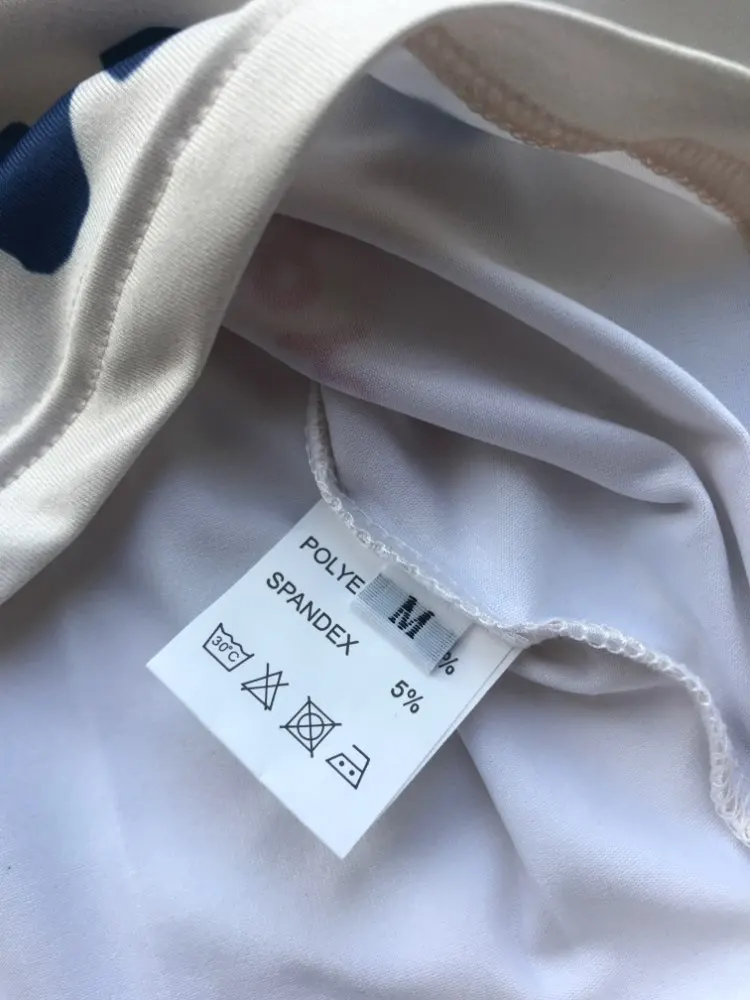 POLYE
M
%
SPANDEX
5%
30°C